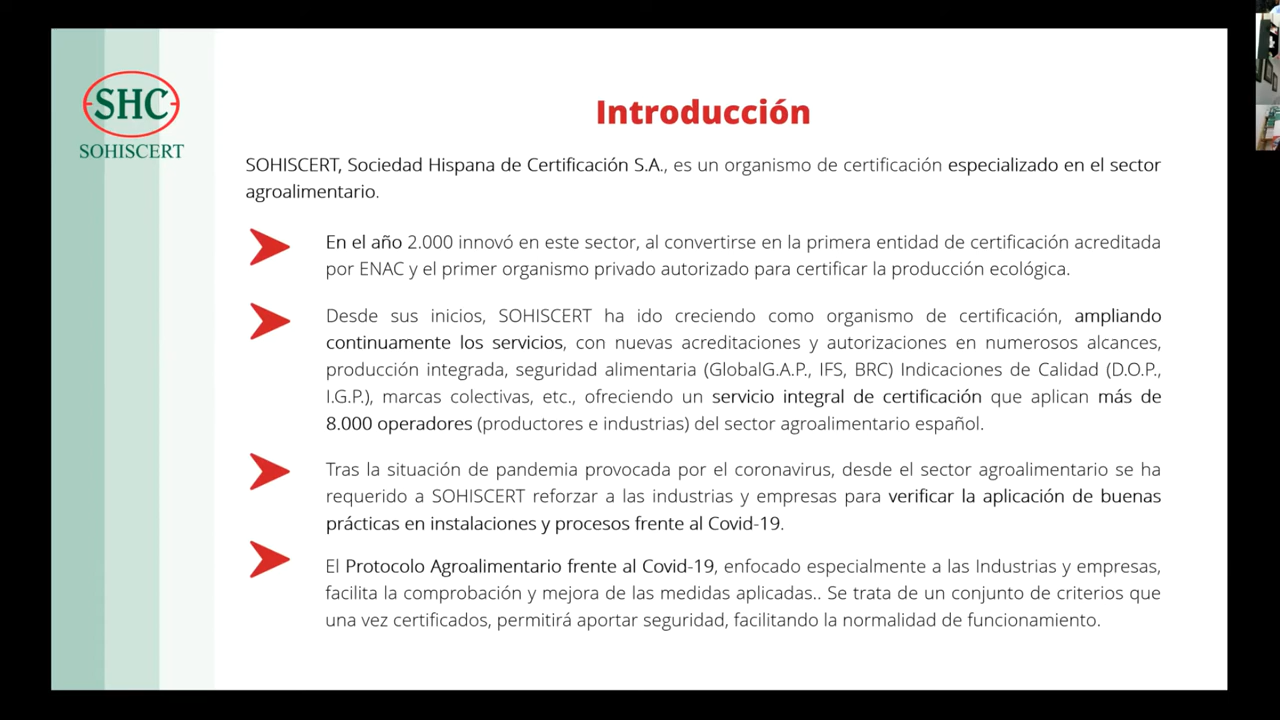 SHC
SOHISCERT
Introducción
SOHISCERT, Sociedad Hispana de Certificación S.A., es un organismo de certificación especializado en el sector
agroalimentario.
En el año 2.000 innovó en este sector, al convertirse en la primera entidad de certificación acreditada
por ENAC y el primer organismo privado autorizado para certificar la producción ecológica.
Desde sus inicios, SOHISCERT ha ido creciendo como organismo de certificación, ampliando
continuamente los servicios, con nuevas acreditaciones y autorizaciones en numerosos alcances,
producción integrada, seguridad alimentaria (GlobalG.A.P., IFS, BRC) Indicaciones de Calidad (D.O.P.,
I.G.P.), marcas colectivas, etc., ofreciendo un servicio integral de certificación que aplican más de
8.000 operadores (productores e industrias) del sector agroalimentario español.
Tras la situación de pandemia provocada por el coronavirus, desde el sector agroalimentario se ha
requerido a SOHISCERT reforzar a las industrias y empresas para verificar la aplicación de buenas
prácticas en instalaciones y procesos frente al Covid-19.
El Protocolo Agroalimentario frente al Covid-19, enfocado especialmente a las Industrias y empresas,
facilita la comprobación y mejora de las medidas aplicadas.. Se trata de un conjunto de criterios que
una vez certificados, permitirá aportar seguridad, facilitando la normalidad de funcionamiento.